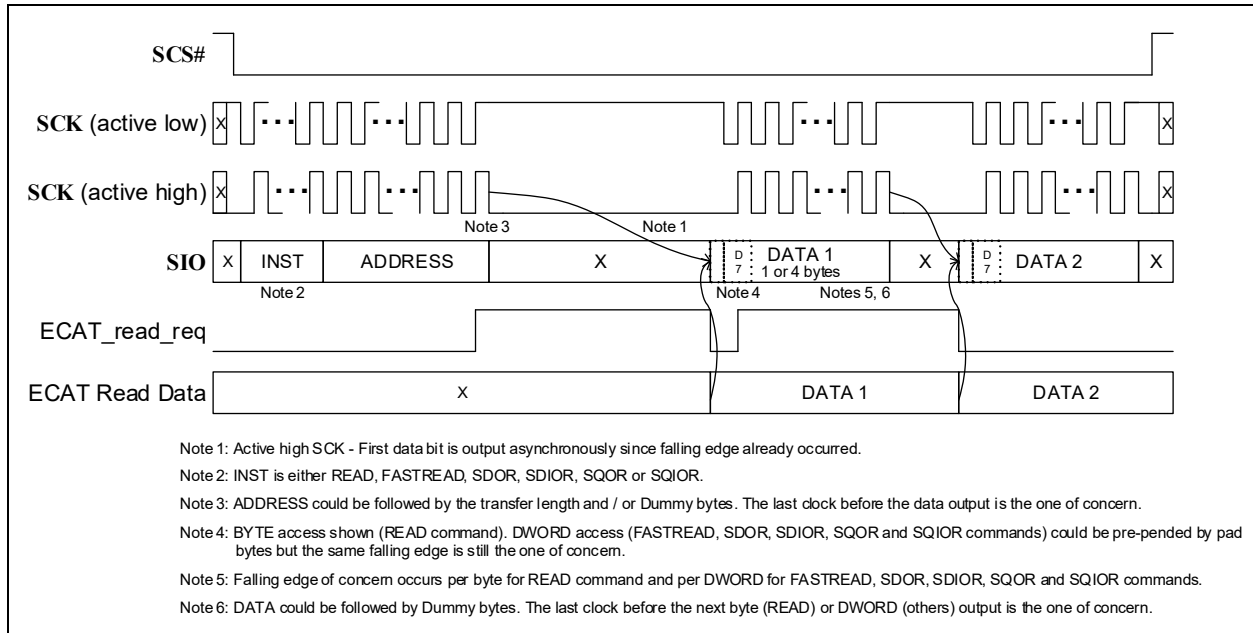 SCS#
SCK (active low) X ... ... ... ... X
SCK (active high) X ... ... ... ... X
Note 3 Note 1
SIO X INST ADDRESS X D7 DATA 1 1 or 4 bytes X D7 DATA 2 X
Note 2 Note 4 Notes 5, 6
ECAT_read_req
ECAT Read Data X DATA 1 DATA 2
Note 1: Active high SCK - First data bit is output asynchronously since falling edge already occurred.
Note 2: INST is either READ, FASTREAD, SDOR, SDIOR, SQOR or SQIOR.
Note 3: ADDRESS could be followed by the transfer length and / or Dummy bytes. The last clock before the data output is the one of concern.
Note 4: BYTE access shown (READ command). DWORD access (FASTREAD, SDOR, SDIOR, SQOR and SQIOR commands) could be pre-pended by pad
bytes but the same falling edge is still the one of concern.
Note 5: Falling edge of concern occurs per byte for READ command and per DWORD for FASTREAD, SDOR, SDIOR, SQOR and SQIOR commands.
Note 6: DATA could be followed by Dummy bytes. The last clock before the next byte (READ) or DWORD (others) output is the one of concern.